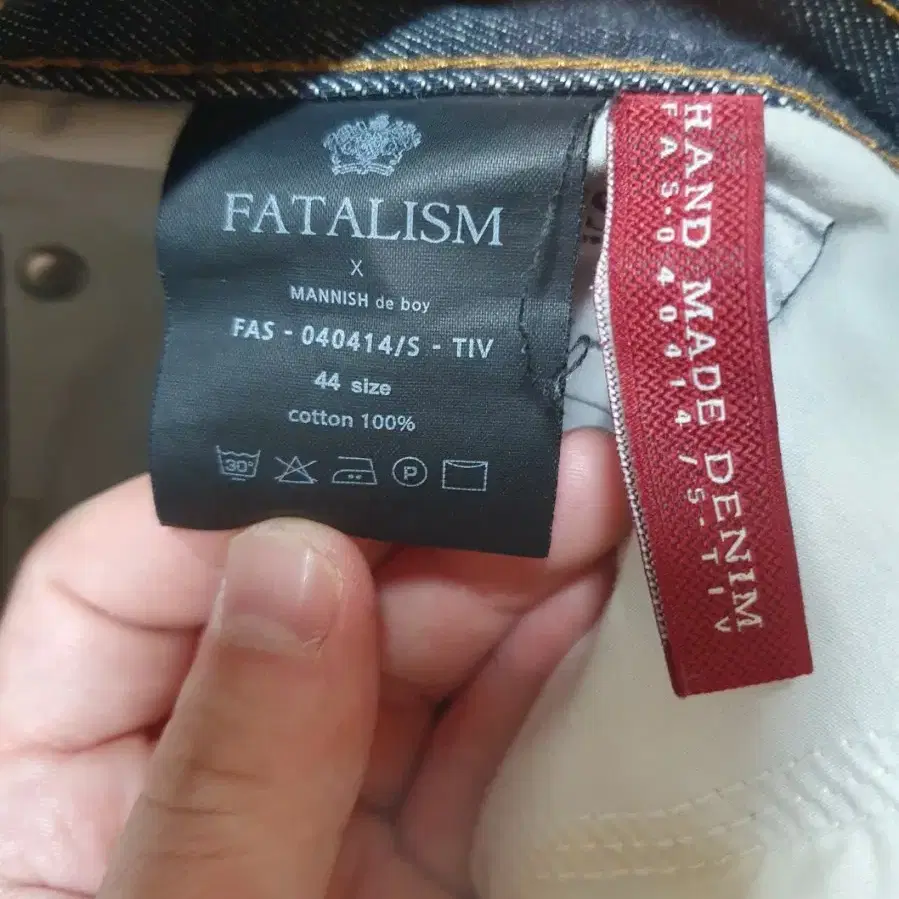 FATALISM
X
MANNISH de boy
FAS - 040414/S - TIV
44 size
cotton 100%
30° P
HAND MADE DENIM
FAS-040414/S-TIV